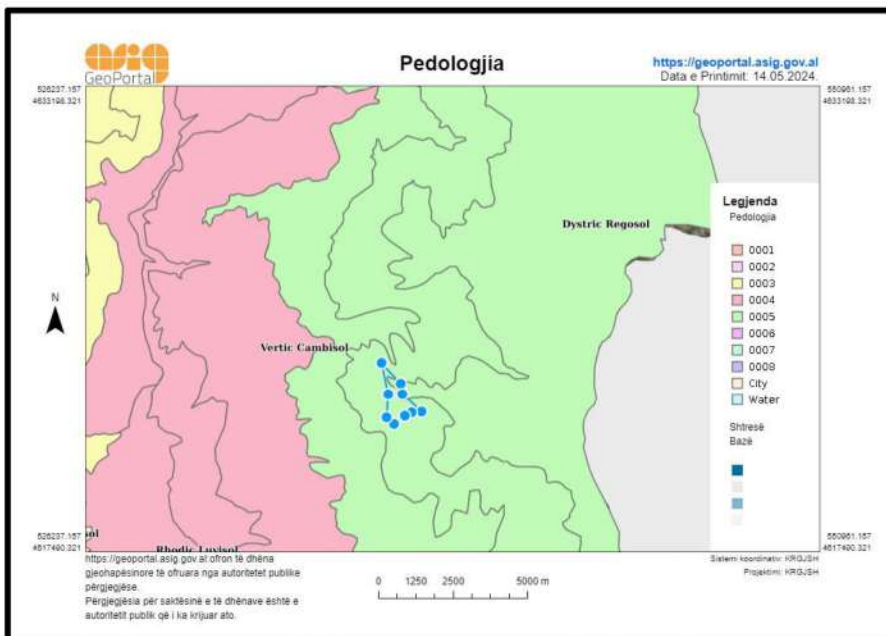 asig
GeoPortal
Pedologjia
https://geoportal.asig.gov.al
Data e Printimit: 14.05.2024.
526237.157
4633198.321
550961.157
4633198.321
Legjenda
Pedologjia
0001
0002
0003
0004
0005
0006
0007
0008
City
Water
Shtresë
Bazë
Dystric Regosol
N
Vertic Cambisol
526237.157
4617490.321
550961.157
4617490.321
Rhodic Luvisol
https://geoportal.asig.gov.al ofron të dhëna
gjeohapësinore të ofruara nga autoritetet publike
përgjegjëse.
Përgjegjësia për saktësinë e të dhënave është e
autoritetit publik që i ka krijuar ato.
0 1250 2500 5000 m
Sistemi koordinativ: KRGJSH
Projektimi: KRGJSH